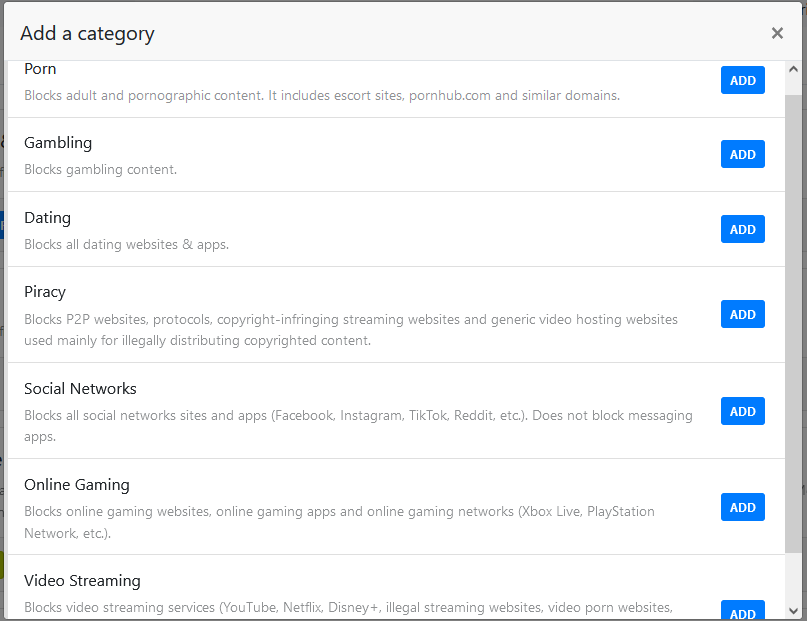 Add a category
×
Porn
Blocks adult and pornographic content. It includes escort sites, pornhub.com and similar domains.
ADD
Gambling
Blocks gambling content.
ADD
Dating
Blocks all dating websites & apps.
ADD
Piracy
Blocks P2P websites, protocols, copyright-infringing streaming websites and generic video hosting websites
used mainly for illegally distributing copyrighted content.
ADD
Social Networks
Blocks all social networks sites and apps (Facebook, Instagram, TikTok, Reddit, etc.). Does not block messaging
apps.
ADD
Online Gaming
Blocks online gaming websites, online gaming apps and online gaming networks (Xbox Live, PlayStation
Network, etc.).
ADD
Video Streaming
Blocks video streaming services (YouTube, Netflix, Disney+, illegal streaming websites, video porn websites,
ADD